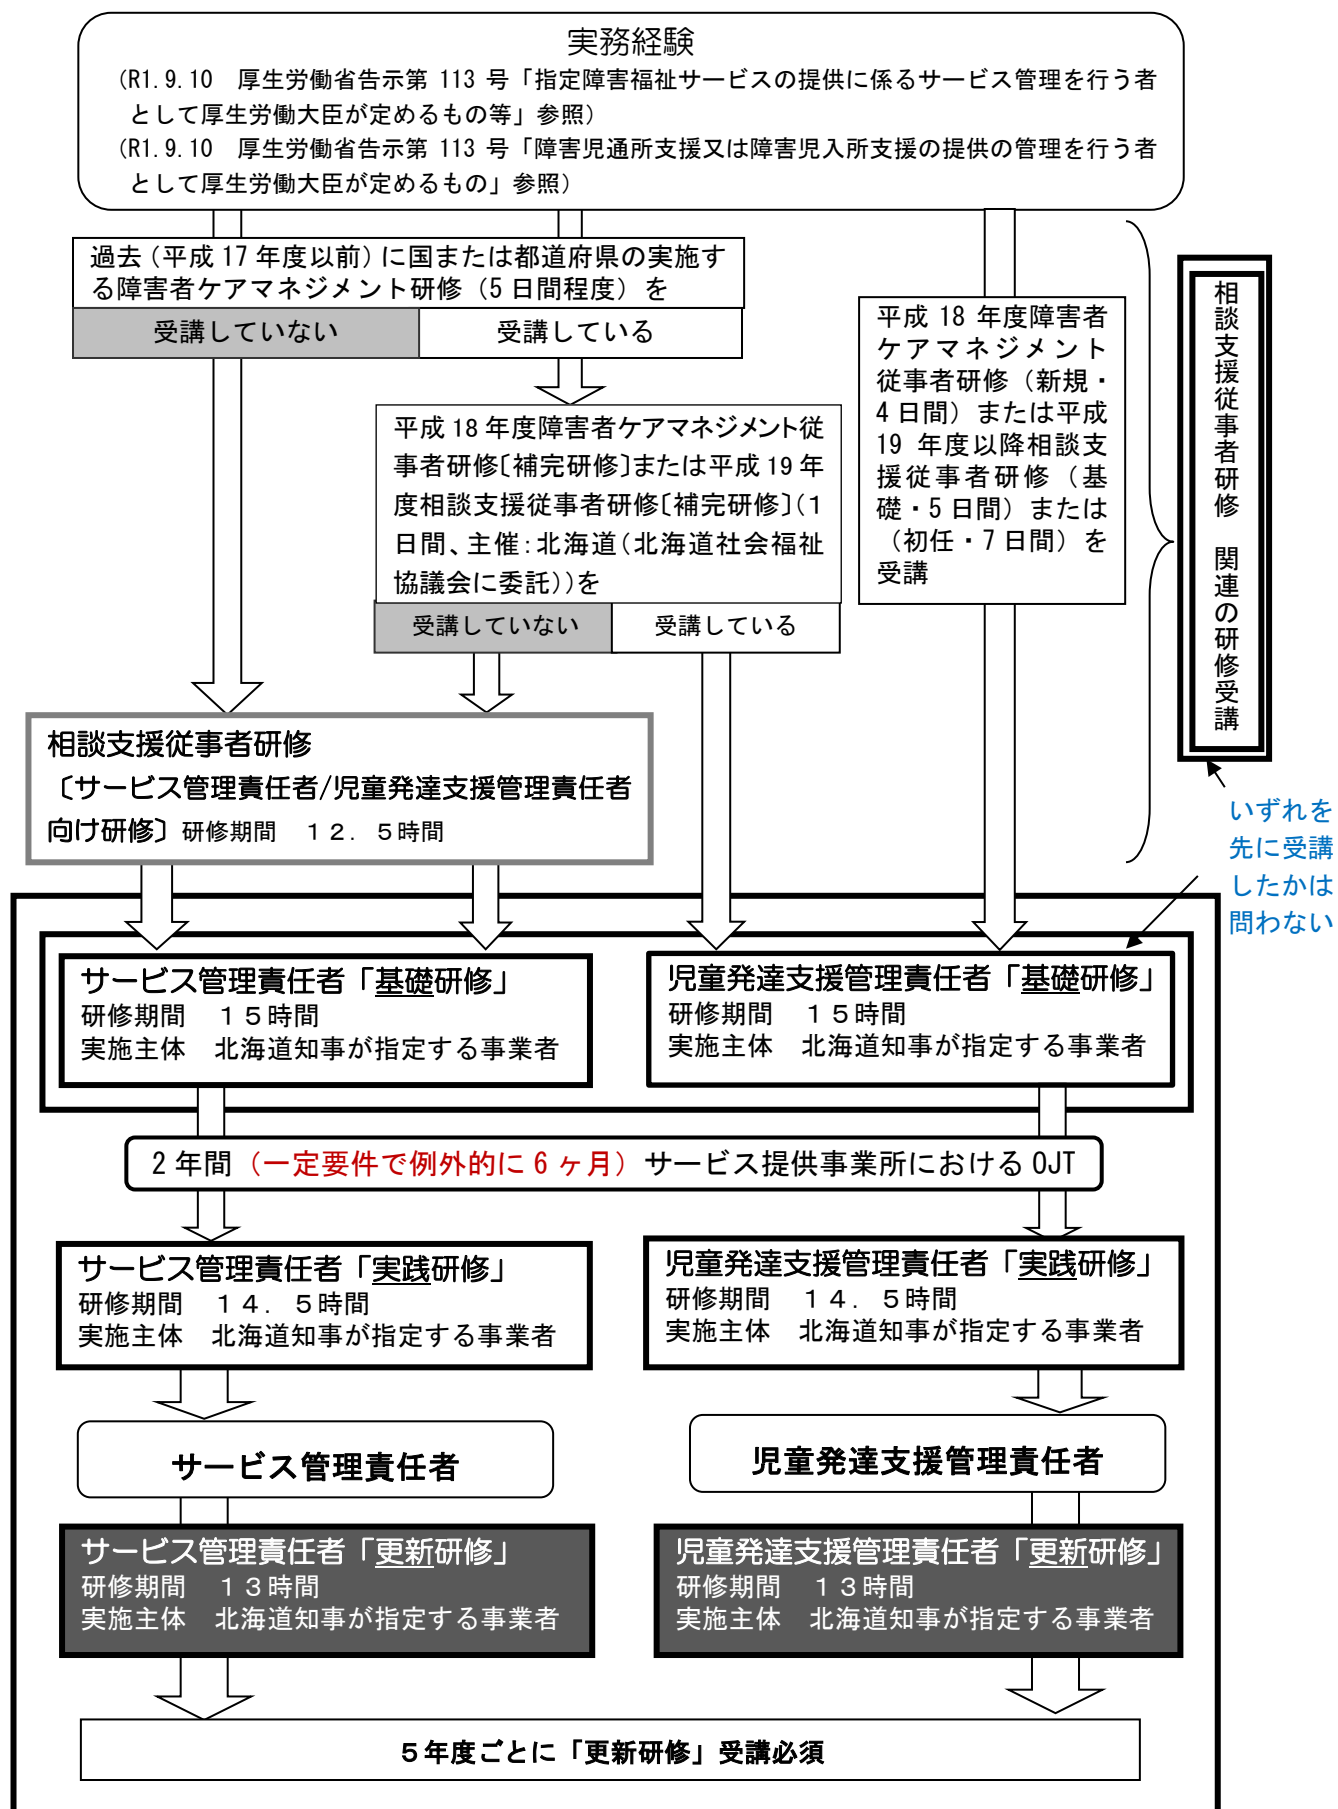 実務経験
（R1.9.10　厚生労働省告示第 113 号「指定障害福祉サービスの提供に係るサービス管理を行う者
として厚生労働大臣が定めるもの等」参照）
（R1.9.10　厚生労働省告示第 113 号「障害児通所支援又は障害児入所支援の提供の管理を行う者
として厚生労働大臣が定めるもの」参照）
過去（平成 17 年度以前）に国または都道府県の実施す
る障害者ケアマネジメント研修（5 日間程度）を
受講していない
受講している
平成 18 年度障害者ケアマネジメント従
事者研修〔補完研修〕または平成 19 年
度相談支援従事者研修〔補完研修〕（1
日間、主催：北海道（北海道社会福祉
協議会に委託））を
受講していない
受講している
平成 18 年度障害者
ケアマネジメント
従事者研修（新規・
4 日間）または平成
19 年度以降相談支
援従事者研修（基
礎・5 日間）または
（初任・7 日間）を
受講
相談支援従事者研修　関連の研修受講
いずれを
先に受講
したかは
問わない
相談支援従事者研修
〔サービス管理責任者/児童発達支援管理責任者
向け研修〕研修期間　１２．５時間
サービス管理責任者「基礎研修」
研修期間　１５時間
実施主体　北海道知事が指定する事業者
児童発達支援管理責任者「基礎研修」
研修期間　１５時間
実施主体　北海道知事が指定する事業者
2 年間（一定要件で例外的に 6 ヶ月）サービス提供事業所における OJT
サービス管理責任者「実践研修」
研修期間　１４．５時間
実施主体　北海道知事が指定する事業者
児童発達支援管理責任者「実践研修」
研修期間　１４．５時間
実施主体　北海道知事が指定する事業者
サービス管理責任者
児童発達支援管理責任者
サービス管理責任者「更新研修」
研修期間　１３時間
実施主体　北海道知事が指定する事業者
児童発達支援管理責任者「更新研修」
研修期間　１３時間
実施主体　北海道知事が指定する事業者
５年度ごとに「更新研修」受講必須